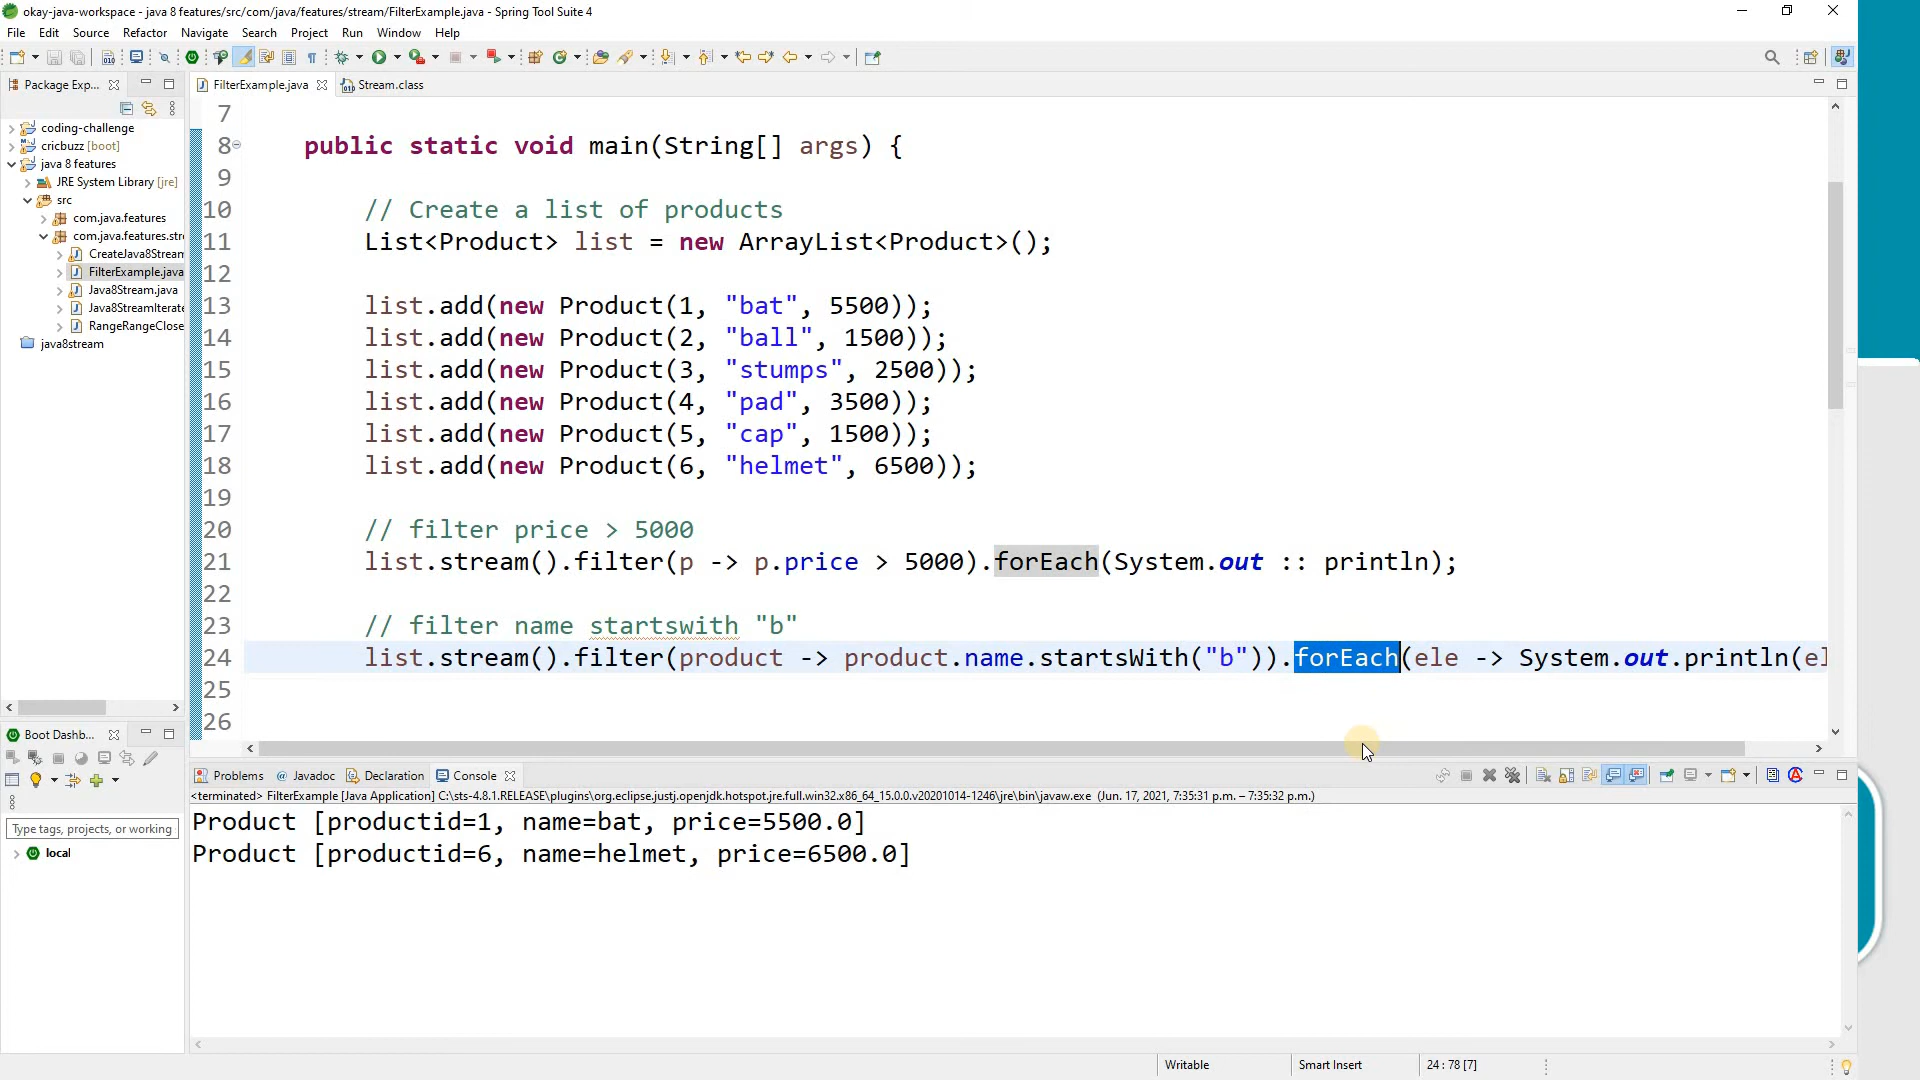 okay-java-workspace - java 8 features/src/com/java/features/stream/FilterExample.java - Spring Tool Suite 4
File Edit Source Refactor Navigate Search Project Run Window Help
Package Exp...
FilterExample.java
Stream.class
coding-challenge
cricbuzz [boot]
java 8 features
JRE System Library [jre]
src
com.java.features
com.java.features.str
CreateJava8Stream
FilterExample.java
Java8Stream.java
Java8StreamIterate
RangeRangeClose
java8stream
7
8 public static void main(String[] args) {
9
10 // Create a list of products
11 List<Product> list = new ArrayList<Product>();
12
13 list.add(new Product(1, "bat", 5500));
14 list.add(new Product(2, "ball", 1500));
15 list.add(new Product(3, "stumps", 2500));
16 list.add(new Product(4, "pad", 3500));
17 list.add(new Product(5, "cap", 1500));
18 list.add(new Product(6, "helmet", 6500));
19
20 // filter price > 5000
21 list.stream().filter(p -> p.price > 5000).forEach(System.out :: println);
22
23 // filter name startswith "b"
24 list.stream().filter(product -> product.name.startsWith("b")).forEach(ele -> System.out.println(el
25
26
Boot Dashb...
Type tags, projects, or working
local
Problems Javadoc Declaration Console
<terminated> FilterExample [Java Application] C:\sts-4.8.1.RELEASE\plugins\org.eclipse.justj.openjdk.hotspot.jre.full.win32.x86_64_15.0.0.v20201014-1246\jre\bin\javaw.exe (Jun. 17, 2021, 7:35:31 p.m. – 7:35:32 p.m.)
Product [productid=1, name=bat, price=5500.0]
Product [productid=6, name=helmet, price=6500.0]
Writable
Smart Insert
24 : 78 [7]